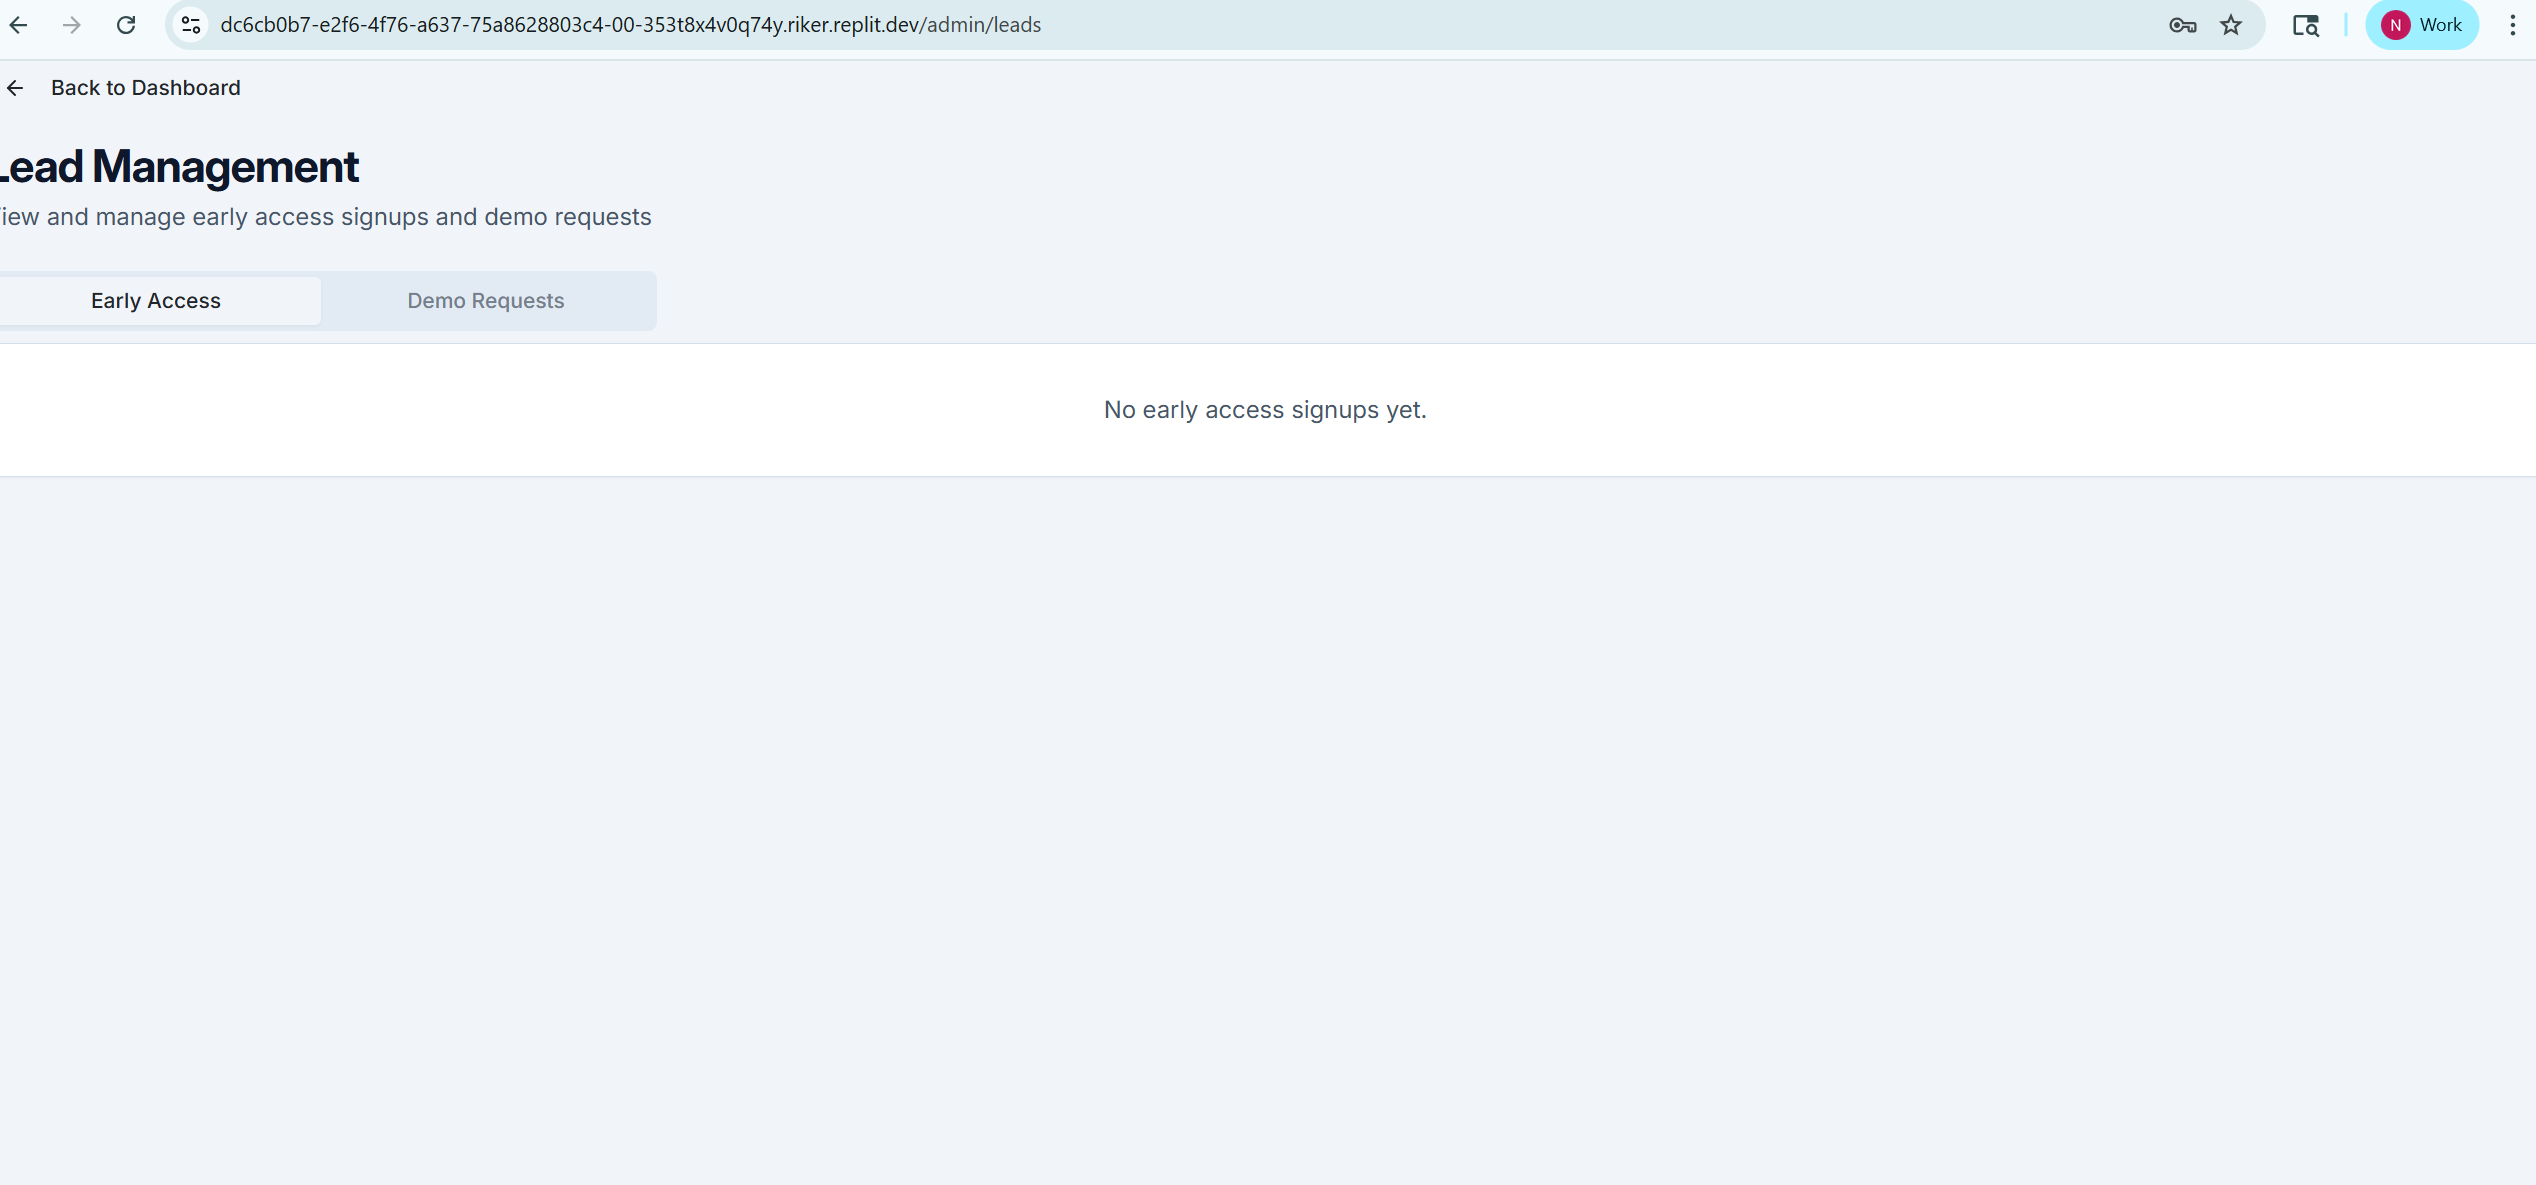 dc6cb0b7-e2f6-4f76-a637-75a8628803c4-00-353t8x4v0q74y.riker.replit.dev/admin/leads
N Work
Back to Dashboard
Lead Management
iew and manage early access signups and demo requests
Early Access
Demo Requests
No early access signups yet.